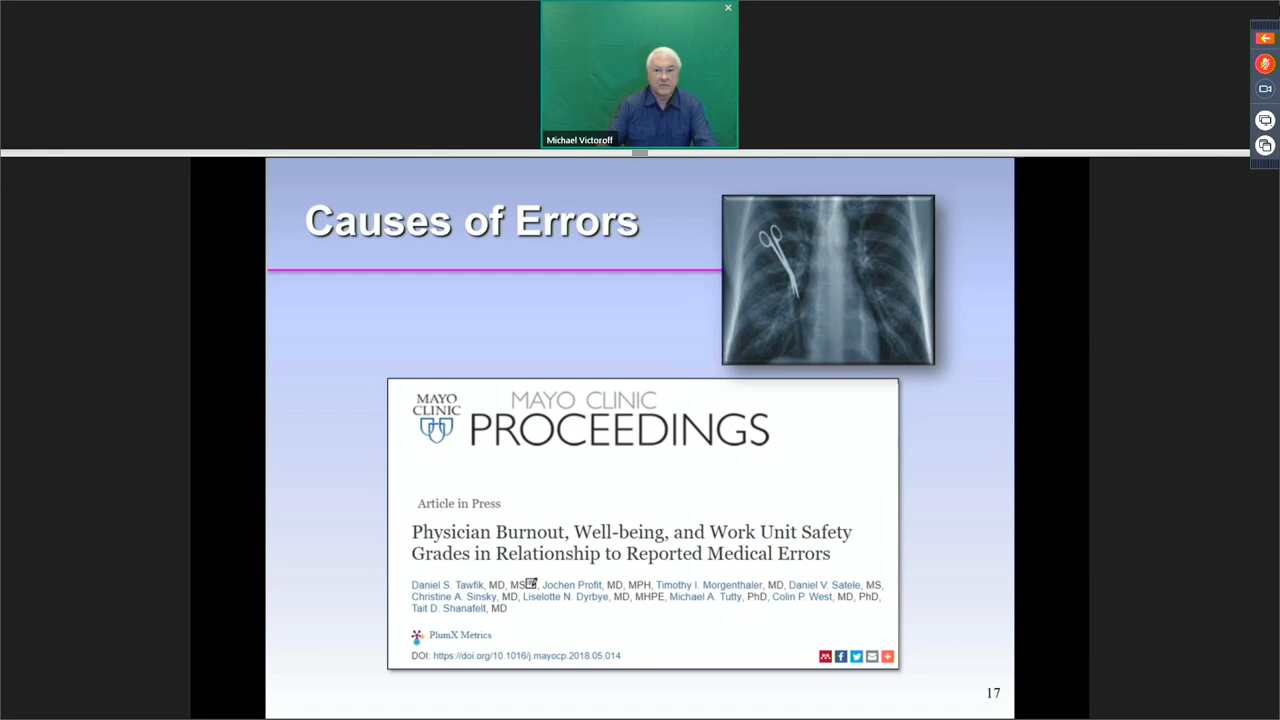 Michael Victoroff
Causes of Errors
MAYO
CLINIC
MAYO CLINIC
PROCEEDINGS
Article in Press
Physician Burnout, Well-being, and Work Unit Safety
Grades in Relationship to Reported Medical Errors
Daniel S. Tawfik, MD, MS, Jochen Profit, MD, MPH, Timothy I. Morgenthaler, MD, Daniel V. Satele, MS,
Christine A. Sinsky, MD, Liselotte N. Dyrbye, MD, MHPE, Michael A. Tutty, PhD, Colin P. West, MD, PhD,
Tait D. Shanafelt, MD
PlumX Metrics
DOI: https://doi.org/10.1016/j.mayocp.2018.05.014
17